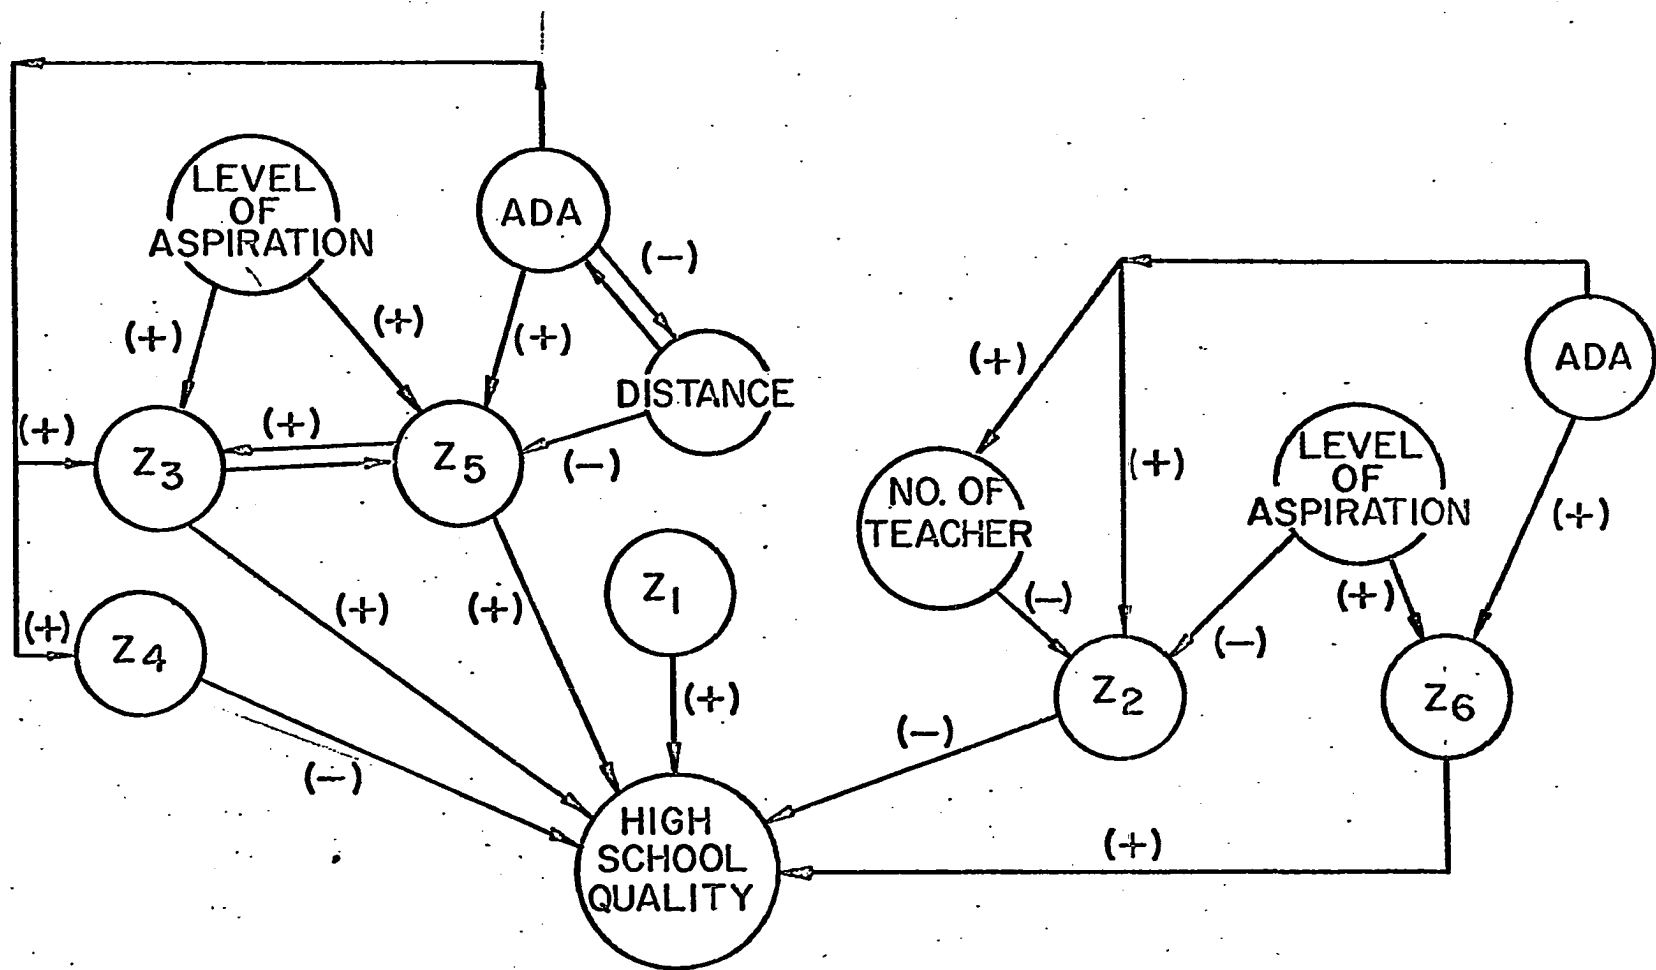 LEVEL
OF
ASPIRATION
ADA
(-)
(+)
(+)
(+)
DISTANCE
(+)
Z3
(+)
Z5
(-)
(+)
Z4
(+)
(+)
(-)
Z1
(+)
HIGH
SCHOOL
QUALITY
ADA
(+)
(+)
NO. OF
TEACHER
LEVEL
OF
ASPIRATION
(+)
(-)
(-)
(+)
Z2
Z6
(-)
(+)